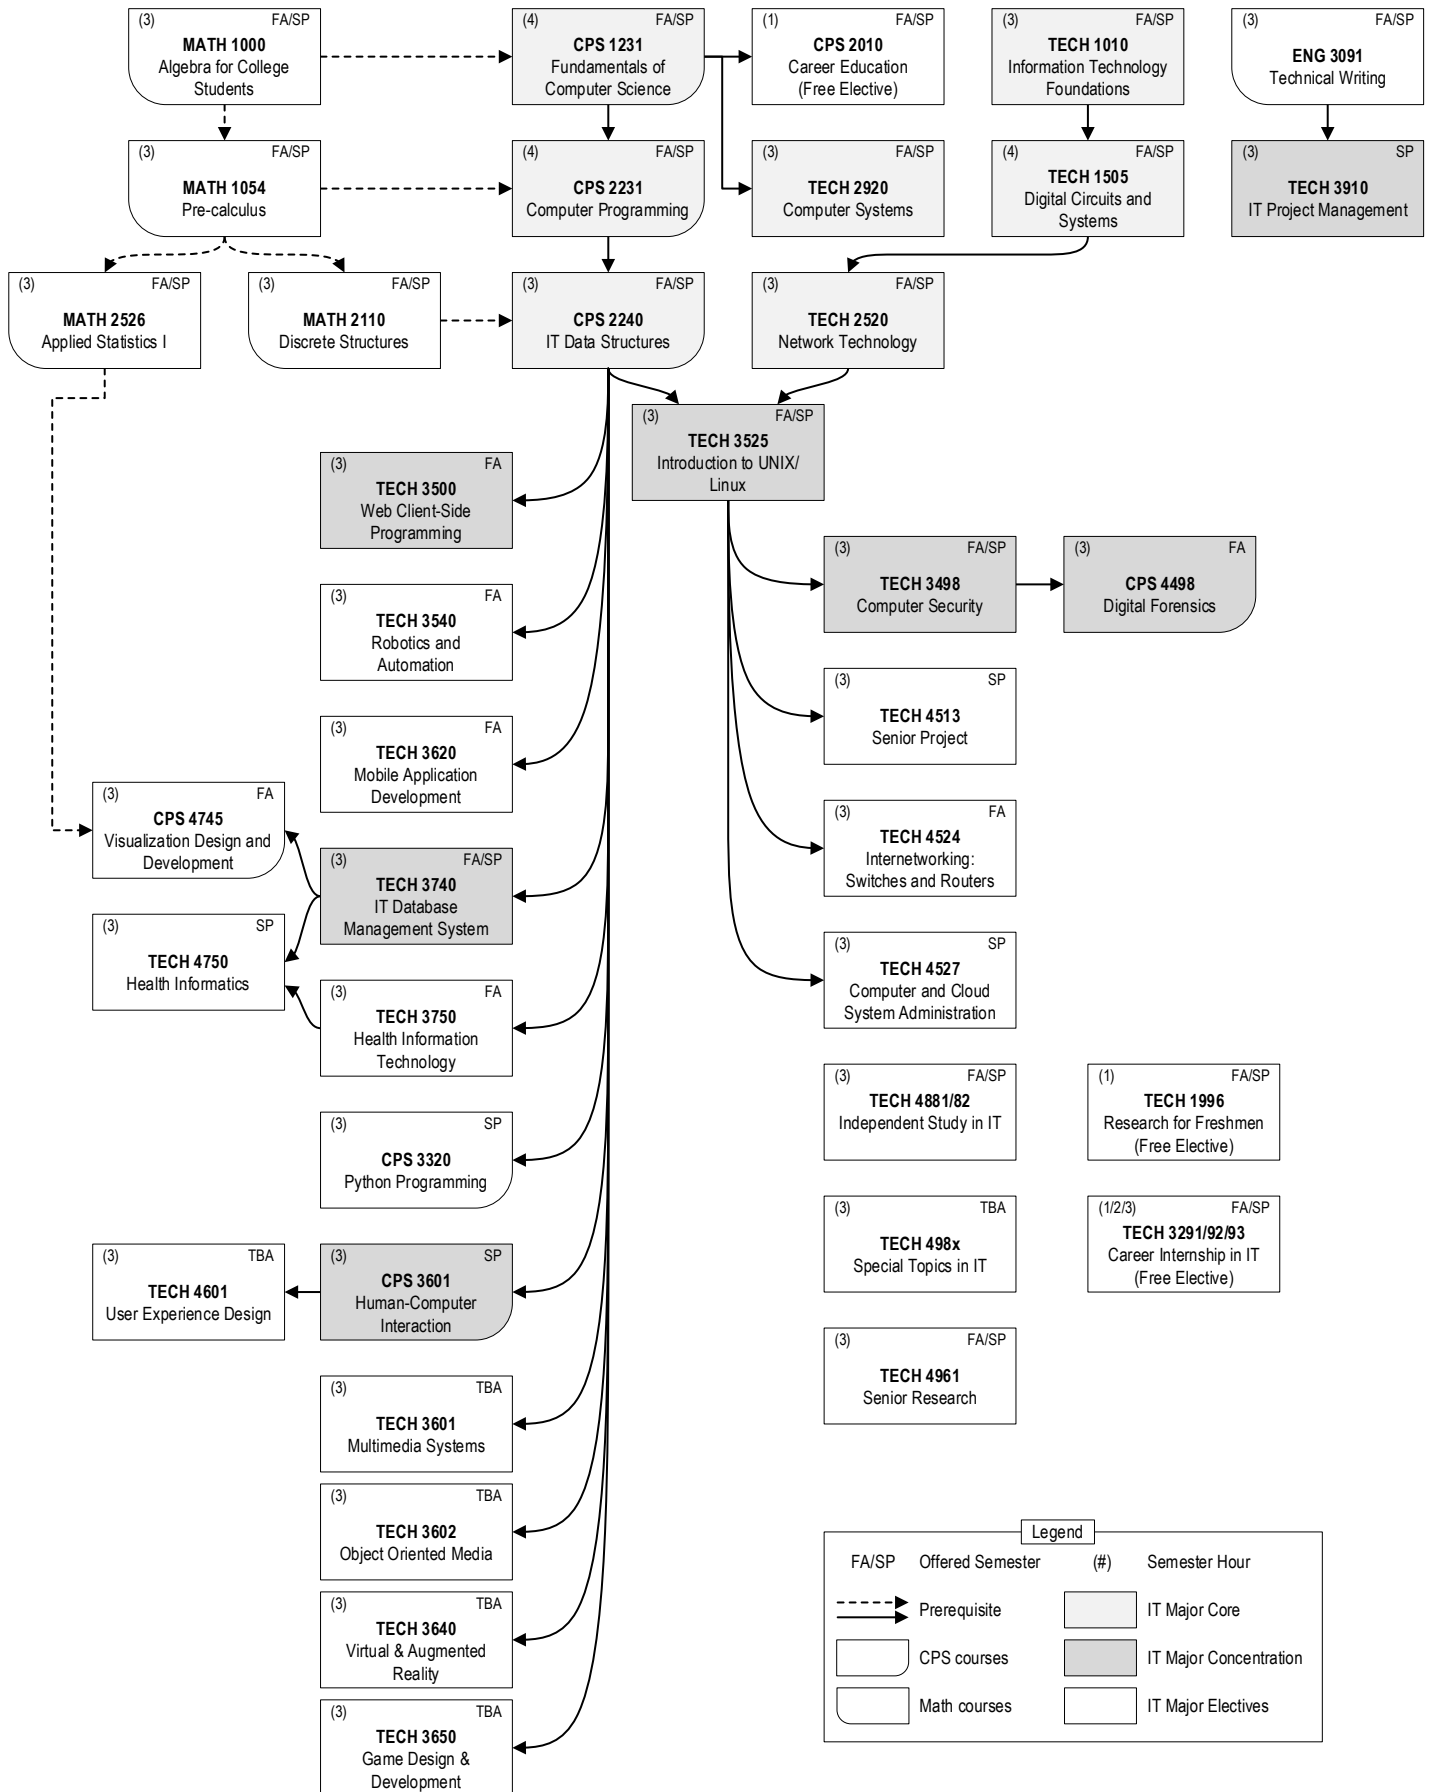 (3) FA/SP
MATH 1000
Algebra for College
Students
(4) FA/SP
CPS 1231
Fundamentals of
Computer Science
(1) FA/SP
CPS 2010
Career Education
(Free Elective)
(3) FA/SP
TECH 1010
Information Technology
Foundations
(3) FA/SP
ENG 3091
Technical Writing
(3) FA/SP
MATH 1054
Pre-calculus
(4) FA/SP
CPS 2231
Computer Programming
(3) FA/SP
TECH 2920
Computer Systems
(4) FA/SP
TECH 1505
Digital Circuits and
Systems
(3) SP
TECH 3910
IT Project Management
(3) FA/SP
MATH 2526
Applied Statistics I
(3) FA/SP
MATH 2110
Discrete Structures
(3) FA/SP
CPS 2240
IT Data Structures
(3) FA/SP
TECH 2520
Network Technology
(3) FA/SP
TECH 3525
Introduction to UNIX/
Linux
(3) FA
TECH 3500
Web Client-Side
Programming
(3) FA/SP
TECH 3498
Computer Security
(3) FA
CPS 4498
Digital Forensics
(3) FA
TECH 3540
Robotics and
Automation
(3) SP
TECH 4513
Senior Project
(3) FA
TECH 3620
Mobile Application
Development
(3) FA
CPS 4745
Visualization Design and
Development
(3) FA
TECH 4524
Internetworking:
Switches and Routers
(3) FA/SP
TECH 3740
IT Database
Management System
(3) SP
TECH 4750
Health Informatics
(3) SP
TECH 4527
Computer and Cloud
System Administration
(3) FA
TECH 3750
Health Information
Technology
(3) FA/SP
TECH 4881/82
Independent Study in IT
(1) FA/SP
TECH 1996
Research for Freshmen
(Free Elective)
(3) SP
CPS 3320
Python Programming
(3) TBA
TECH 498x
Special Topics in IT
(1/2/3) FA/SP
TECH 3291/92/93
Career Internship in IT
(Free Elective)
(3) TBA
TECH 4601
User Experience Design
(3) SP
CPS 3601
Human-Computer
Interaction
(3) FA/SP
TECH 4961
Senior Research
(3) TBA
TECH 3601
Multimedia Systems
(3) TBA
TECH 3602
Object Oriented Media
(3) TBA
TECH 3640
Virtual & Augmented
Reality
(3) TBA
TECH 3650
Game Design &
Development
Legend
FA/SP Offered Semester (#) Semester Hour
Prerequisite IT Major Core
CPS courses IT Major Concentration
Math courses IT Major Electives